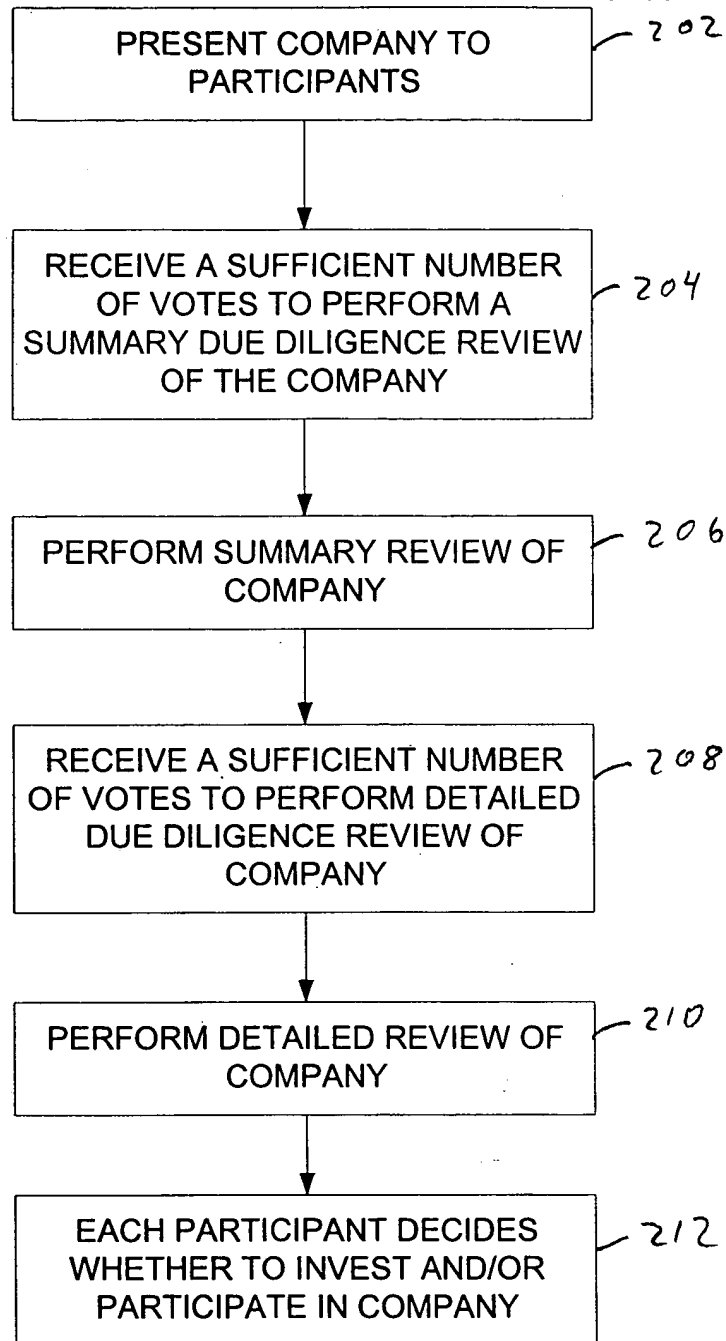 PRESENT COMPANY TO
PARTICIPANTS
202
RECEIVE A SUFFICIENT NUMBER
OF VOTES TO PERFORM A
SUMMARY DUE DILIGENCE REVIEW
OF THE COMPANY
204
PERFORM SUMMARY REVIEW OF
COMPANY
206
RECEIVE A SUFFICIENT NUMBER
OF VOTES TO PERFORM DETAILED
DUE DILIGENCE REVIEW OF
COMPANY
208
PERFORM DETAILED REVIEW OF
COMPANY
210
EACH PARTICIPANT DECIDES
WHETHER TO INVEST AND/OR
PARTICIPATE IN COMPANY
212